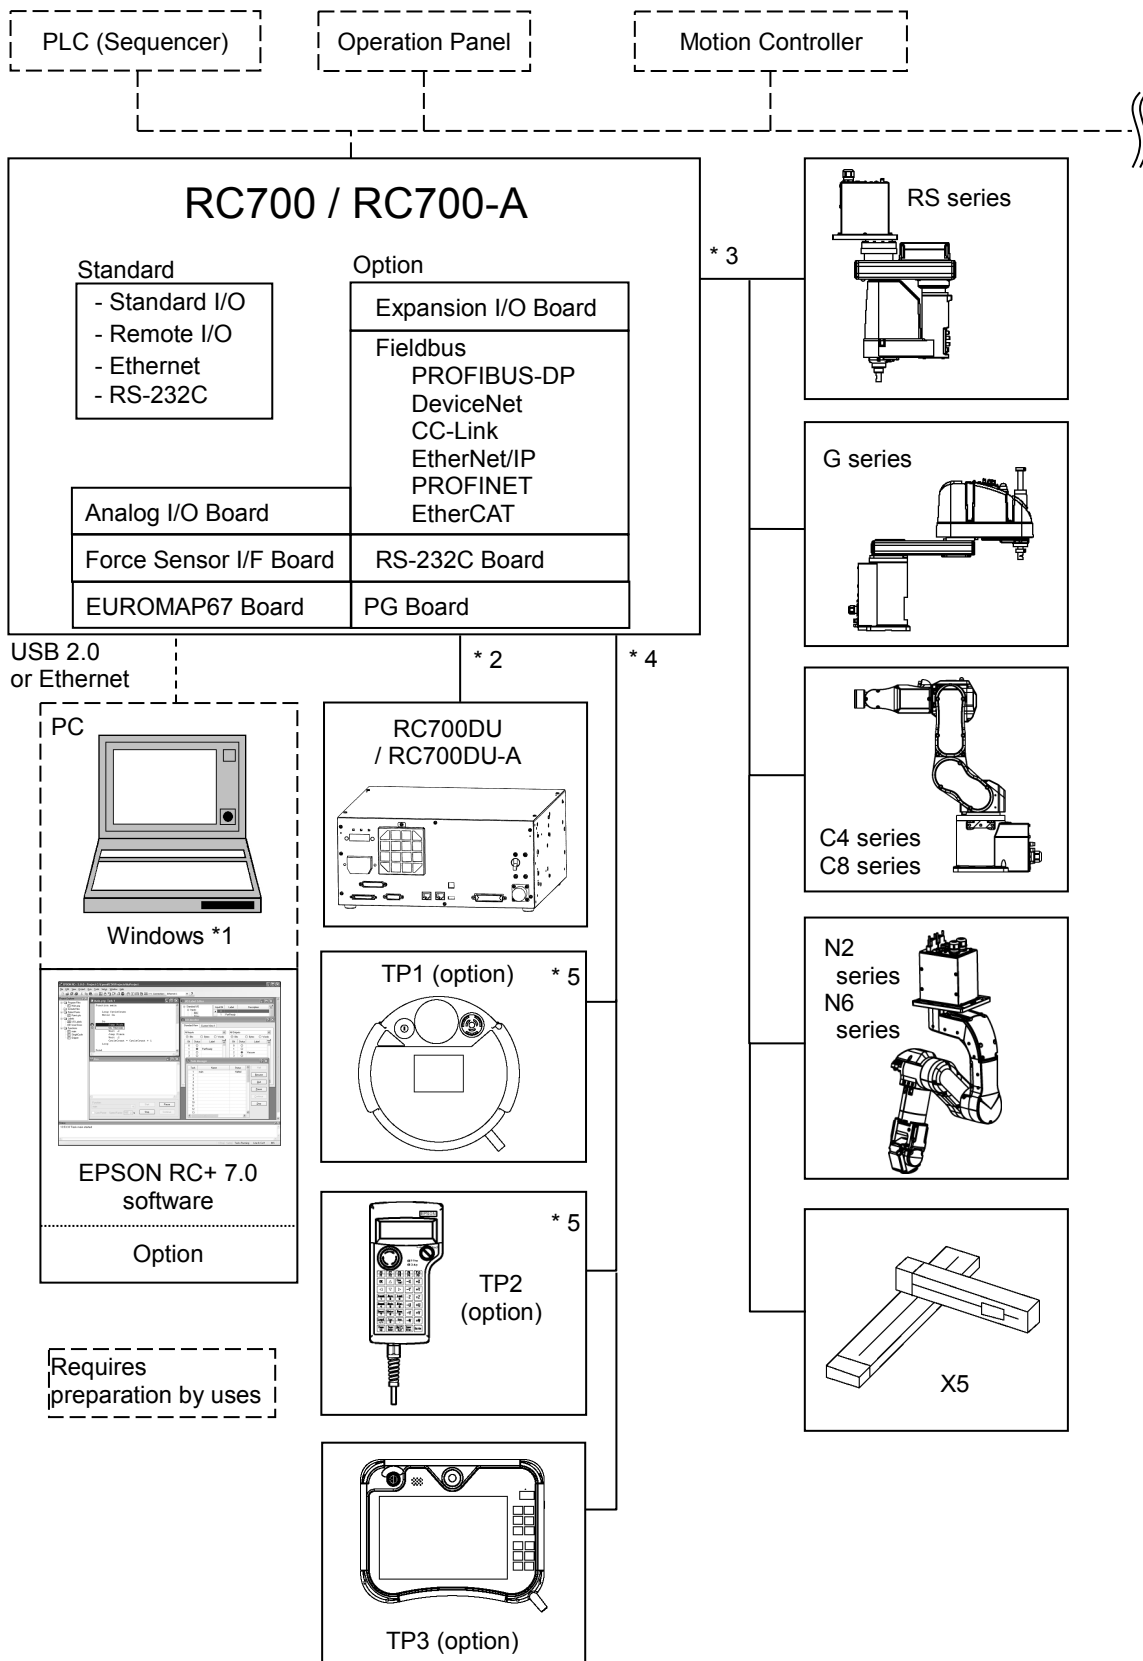 PLC (Sequencer)
Operation Panel
Motion Controller
RC700 / RC700-A
Standard
- Standard I/O
- Remote I/O
- Ethernet
- RS-232C
Option
Expansion I/O Board
Fieldbus
PROFIBUS-DP
DeviceNet
CC-Link
EtherNet/IP
PROFINET
EtherCAT
Analog I/O Board
Force Sensor I/F Board
RS-232C Board
EUROMAP67 Board
PG Board
* 3
RS series
G series
C4 series
C8 series
N2
series
N6
series
X5
USB 2.0
or Ethernet
* 2
* 4
PC
Windows *1
EPSON RC+ 7.0
software
Option
RC700DU
/ RC700DU-A
TP1 (option)
* 5
* 5
TP2
(option)
TP3 (option)
Requires
preparation by uses